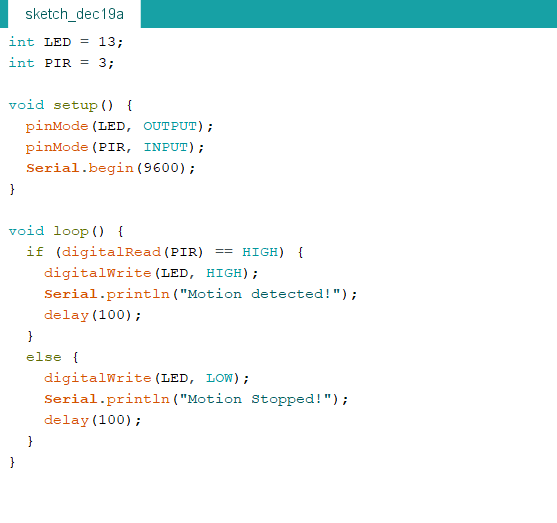 sketch_dec19a
int LED = 13;
int PIR = 3;

void setup() {
  pinMode(LED, OUTPUT);
  pinMode(PIR, INPUT);
  Serial.begin(9600);
}

void loop() {
  if (digitalRead(PIR) == HIGH) {
    digitalWrite(LED, HIGH);
    Serial.println("Motion detected!");
    delay(100);
  }
  else {
    digitalWrite(LED, LOW);
    Serial.println("Motion Stopped!");
    delay(100);
  }
}